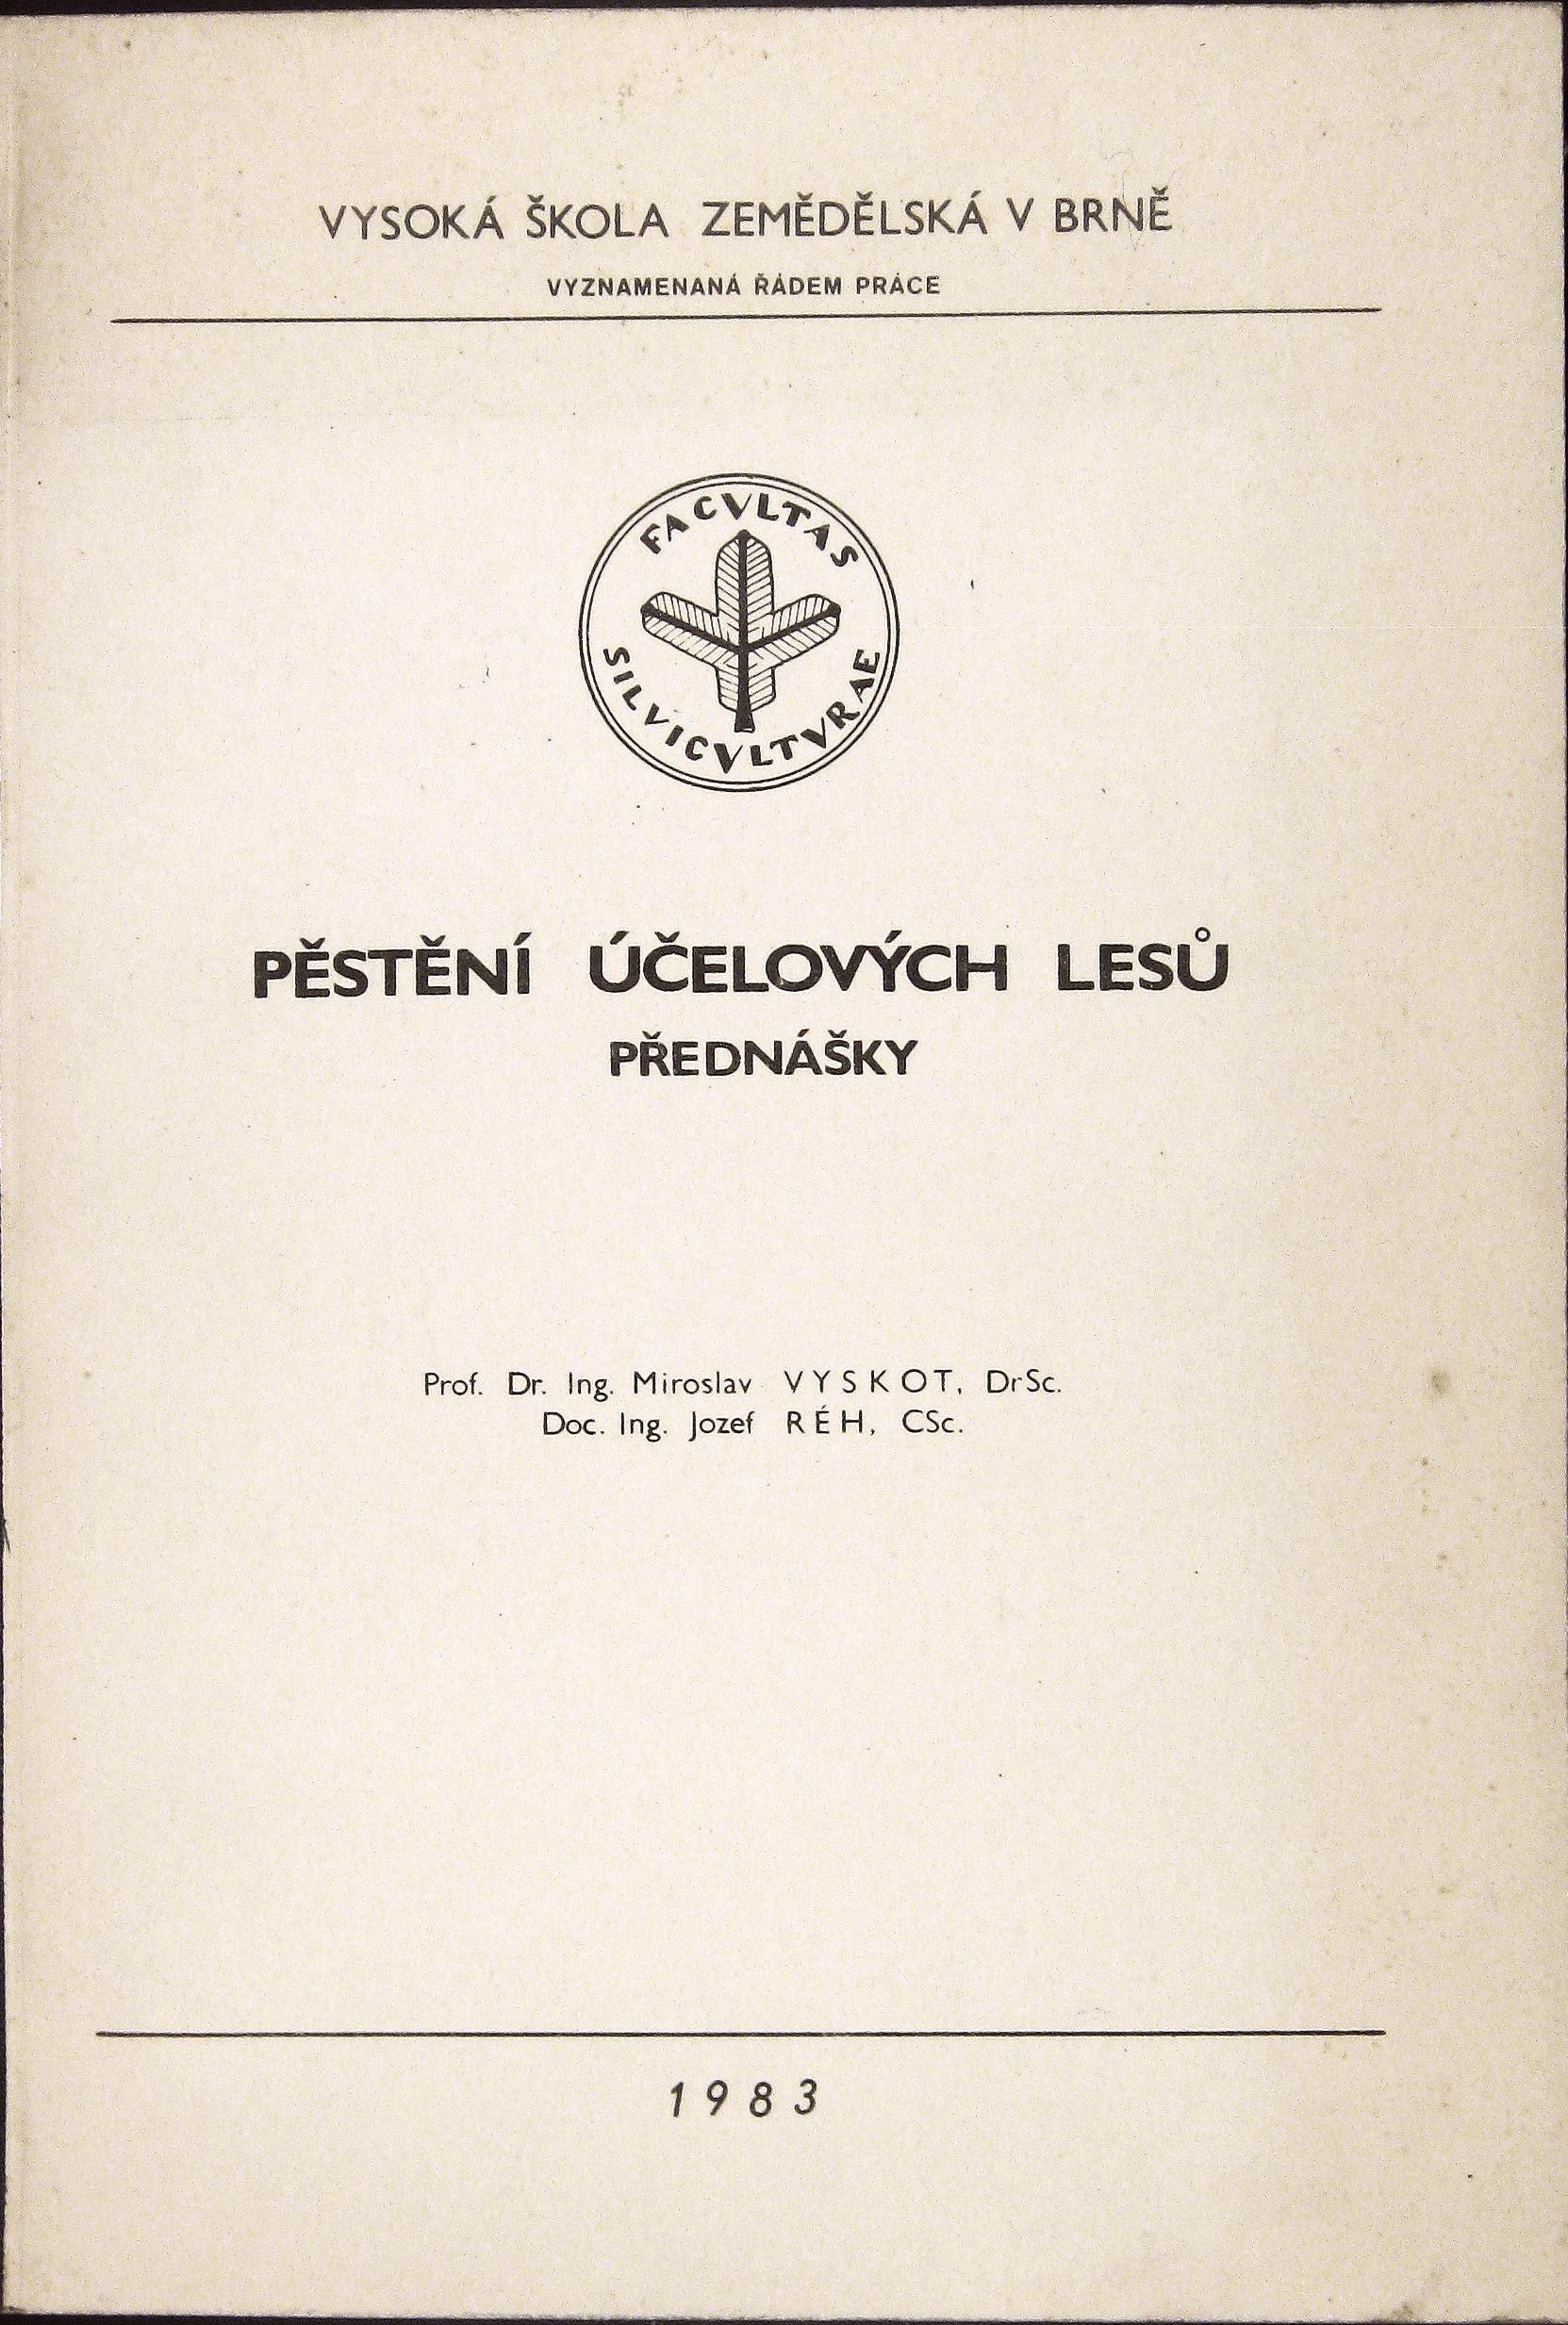 VYSOKÁ ŠKOLA ZEMĚDĚLSKÁ V BRNĚ
VYZNAMENANÁ ŘÁDEM PRÁCE
FACVLTAS
SILVICVLTVRAE
PĚSTĚNÍ ÚČELOVÝCH LESŮ
PŘEDNÁŠKY
Prof. Dr. Ing. Miroslav VYSKOT, DrSc.
Doc. Ing. Jozef RÉH, CSc.
1983